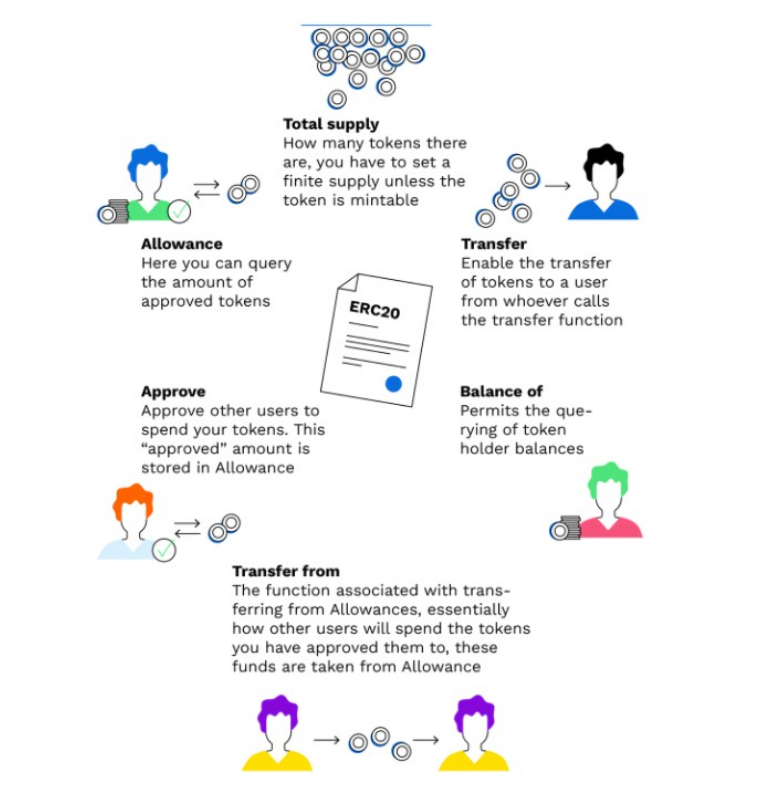 Total supply
How many tokens there
are, you have to set a
finite supply unless the
token is mintable
Allowance
Here you can query
the amount of
approved tokens
Transfer
Enable the transfer
of tokens to a user
from whoever calls
the transfer function
ERC20
Approve
Approve other users to
spend your tokens. This
“approved” amount is
stored in Allowance
Balance of
Permits the que-
rying of token
holder balances
Transfer from
The function associated with trans-
ferring from Allowances, essentially
how other users will spend the tokens
you have approved them to, these
funds are taken from Allowance